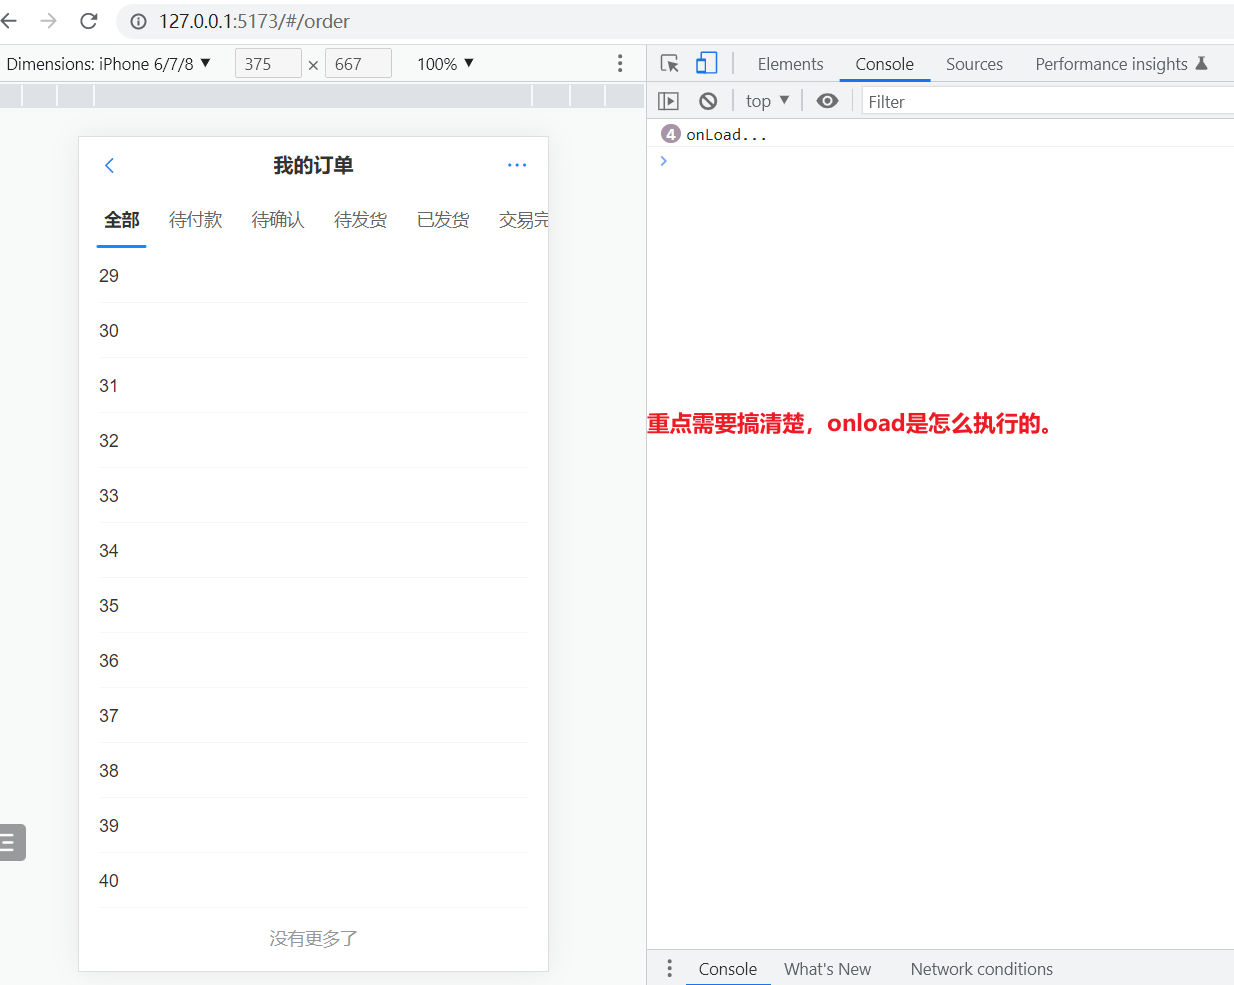 127.0.0.1:5173/#/order
Dimensions: iPhone 6/7/8 ▼ 375 × 667 100% ▼
Elements Console Sources Performance insights
top ▼ Filter
4 onLoad...
我的订单
全部 待付款 待确认 待发货 已发货 交易完
29
30
31
32
33
34
35
36
37
38
39
40
没有更多了
重点需要搞清楚，onload是怎么执行的。
Console What's New Network conditions